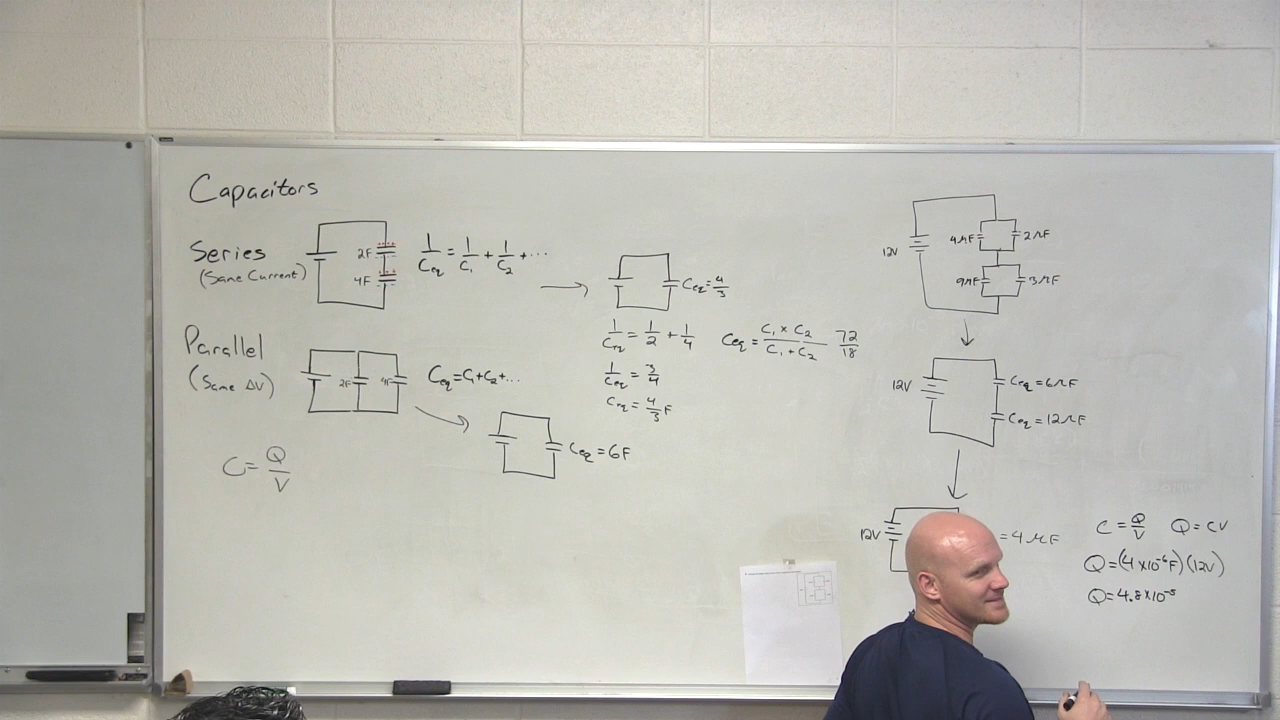 Capacitors
Series
(Same Current)
2F
4F
1/Ceq = 1/C₁ + 1/C₂ + ...
Ceq = 4/3
1/Ceq = 1/2 + 1/4
1/Ceq = 3/4
Ceq = 4/3 F
Ceq = C₁ × C₂ / C₁ + C₂
72/18
Parallel
(Same ΔV)
2F
4F
Ceq = C₁ + C₂ + ...
Ceq = 6F
C = Q/V
12V
4μF
2μF
9μF
3μF
12V
Ceq = 6μF
Ceq = 12μF
12V
= 4μF
C = Q/V Q = CV
Q = (4 × 10⁻⁶F)(12V)
Q = 4.8 × 10⁻⁵